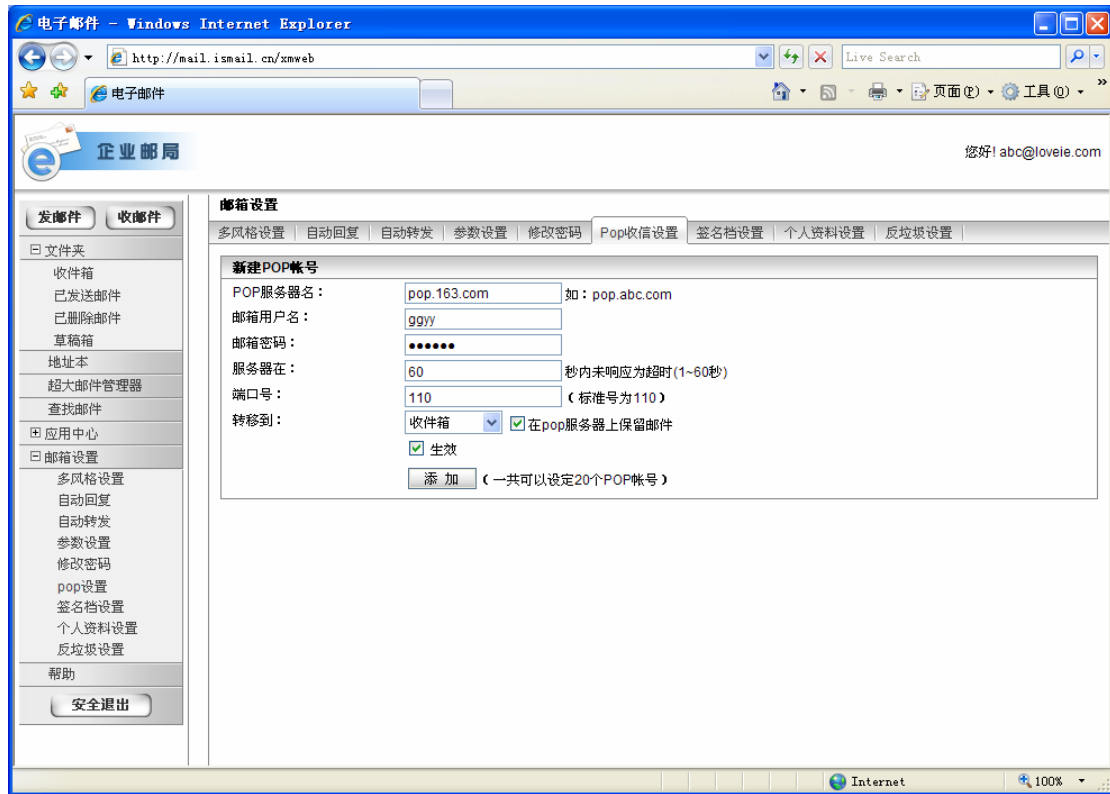 电子邮件 - Windows Internet Explorer
http://mail.ismail.cn/xmweb
Live Search
电子邮件
页面(P)
工具(O)
»
企业邮局
您好! abc@loveie.com
发邮件
收邮件
文件夹
收件箱
已发送邮件
已删除邮件
草稿箱
地址本
超大邮件管理器
查找邮件
应用中心
邮箱设置
多风格设置
自动回复
自动转发
参数设置
修改密码
pop设置
签名档设置
个人资料设置
反垃圾设置
帮助
安全退出
邮箱设置
多风格设置 | 自动回复 | 自动转发 | 参数设置 | 修改密码 | Pop收信设置 | 签名档设置 | 个人资料设置 | 反垃圾设置 |
新建POP帐号
POP服务器名： pop.163.com 如：pop.abc.com
邮箱用户名： ggyy
邮箱密码： ●●●●●●
服务器在： 60 秒内未响应为超时(1~60秒)
端口号： 110 （标准号为110）
转移到： 收件箱 在pop服务器上保留邮件
生效
添 加 （一共可以设定20个POP帐号）
Internet
100%